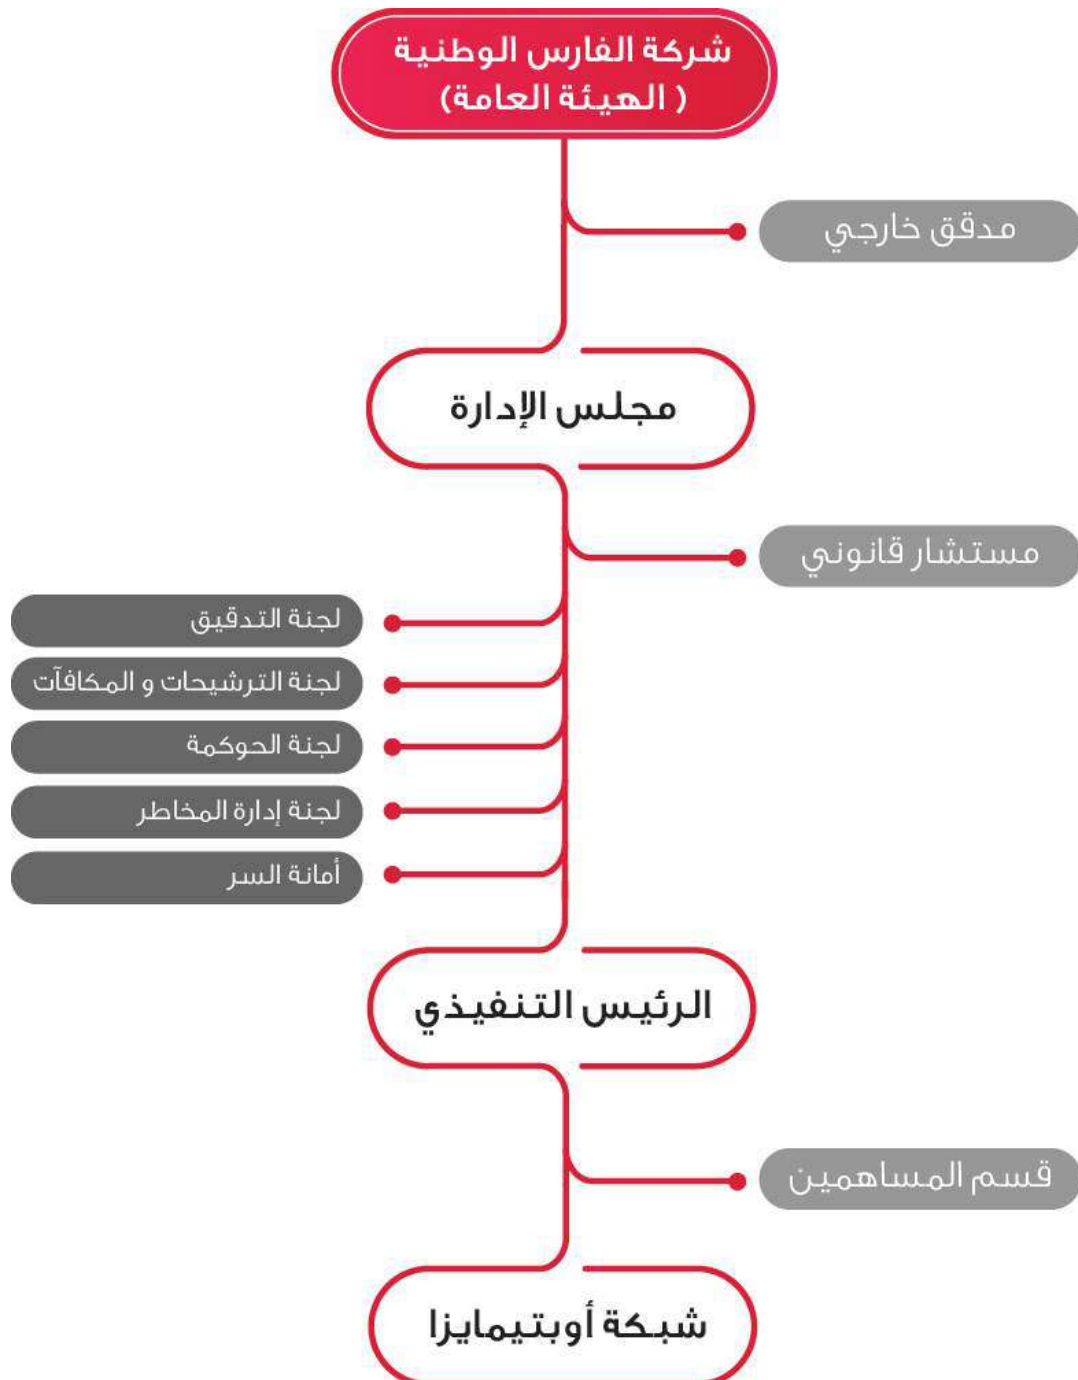 شركة الفارس الوطنية
( الهيئة العامة)
مدقق خارجي
مجلس الإدارة
مستشار قانوني
لجنة التدقيق
لجنة الترشيحات و المكافآت
لجنة الحوكمة
لجنة إدارة المخاطر
أمانة السر
الرئيس التنفيذي
قسم المساهمين
شبكة أوبتيمايزا